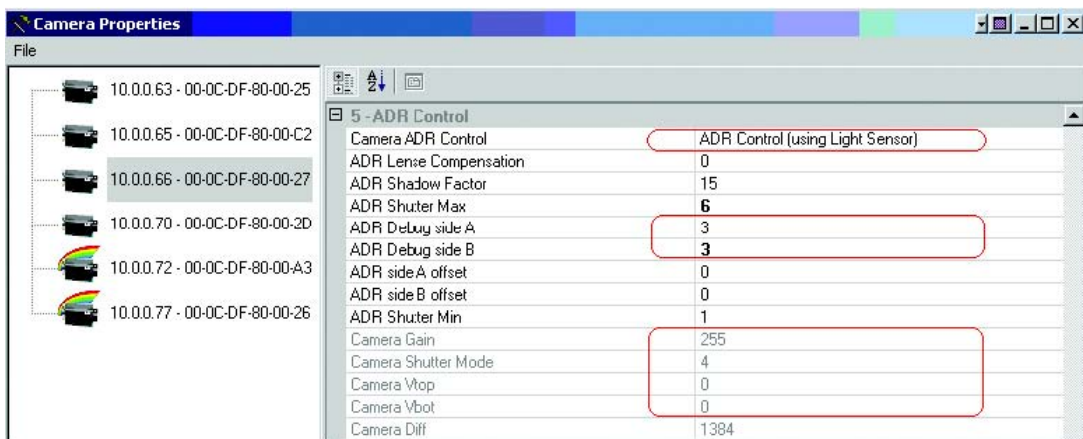 Camera Properties
File
10.0.0.63 - 00-0C-DF-80-00-25
10.0.0.65 - 00-0C-DF-80-00-C2
10.0.0.66 - 00-0C-DF-80-00-27
10.0.0.70 - 00-0C-DF-80-00-2D
10.0.0.72 - 00-0C-DF-80-00-A3
10.0.0.77 - 00-0C-DF-80-00-26
5 - ADR Control
Camera ADR Control ADR Control (using Light Sensor)
ADR Lense Compensation 0
ADR Shadow Factor 15
ADR Shutter Max 6
ADR Debug side A 3
ADR Debug side B 3
ADR side A offset 0
ADR side B offset 0
ADR Shutter Min 1
Camera Gain 255
Camera Shutter Mode 4
Camera Vtop 0
Camera Vbot 0
Camera Diff 1384